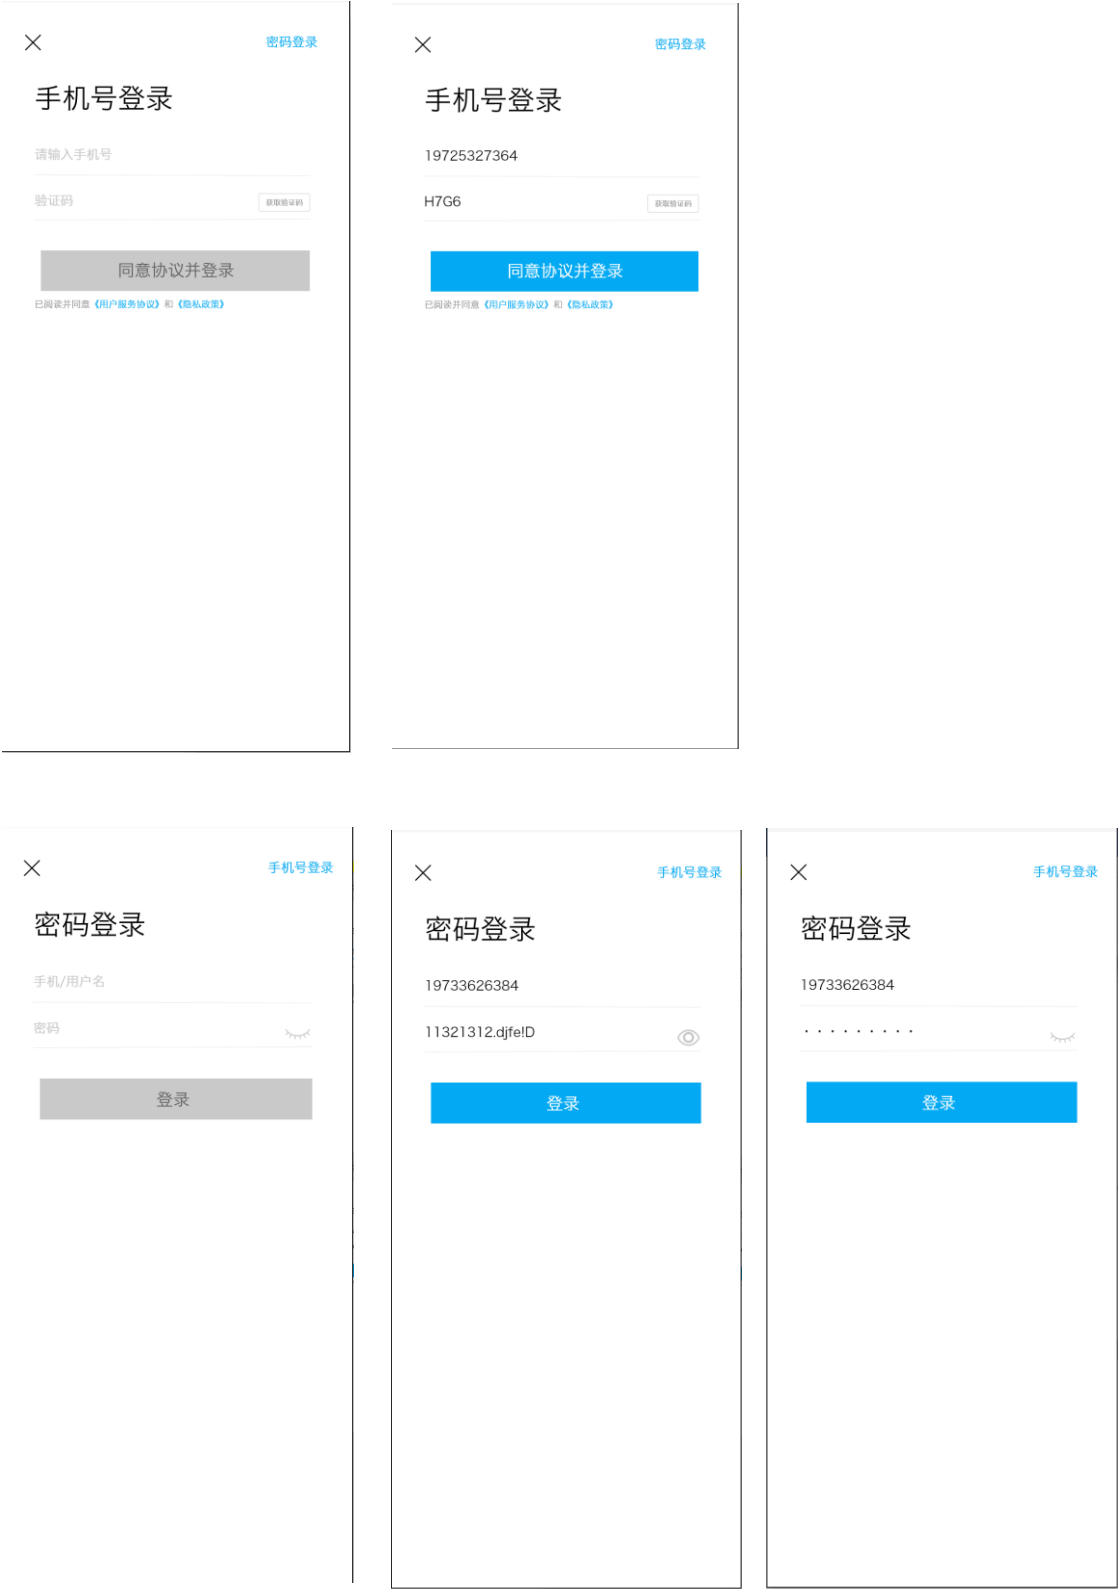 密码登录
手机号登录
请输入手机号
验证码 获取验证码
同意协议并登录
已阅读并同意《用户服务协议》和《隐私政策》
密码登录
手机号登录
19725327364
H7G6 获取验证码
同意协议并登录
已阅读并同意《用户服务协议》和《隐私政策》
手机号登录
密码登录
手机/用户名
密码
登录
手机号登录
密码登录
19733626384
11321312.djfe!D
登录
手机号登录
密码登录
19733626384
·········
登录